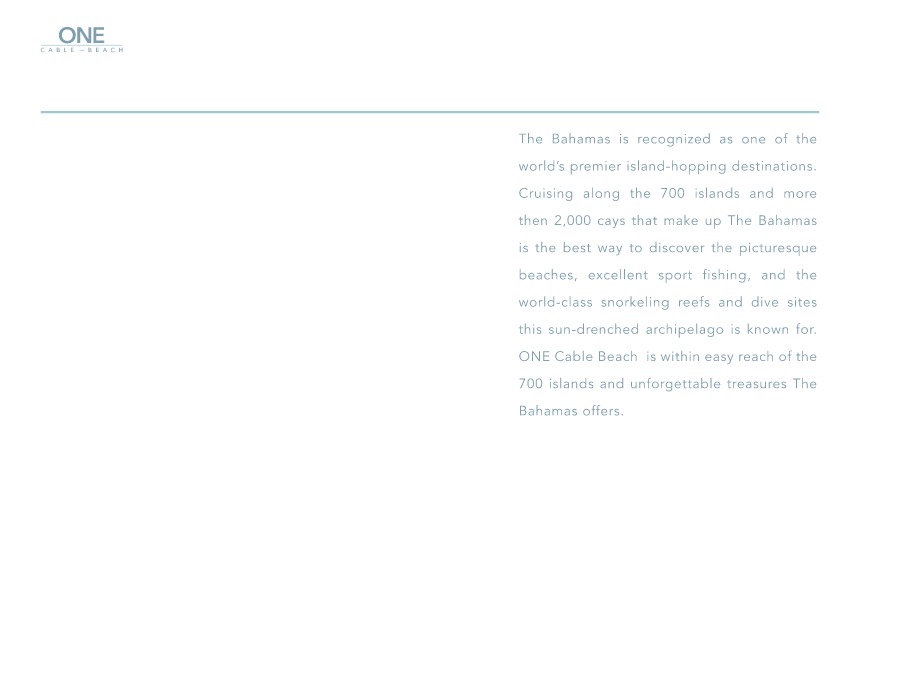 ONE
CABLE – BEACH
The Bahamas is recognized as one of the
world’s premier island-hopping destinations.
Cruising along the 700 islands and more
then 2,000 cays that make up The Bahamas
is the best way to discover the picturesque
beaches, excellent sport fishing, and the
world-class snorkeling reefs and dive sites
this sun-drenched archipelago is known for.
ONE Cable Beach  is within easy reach of the
700 islands and unforgettable treasures The
Bahamas offers.